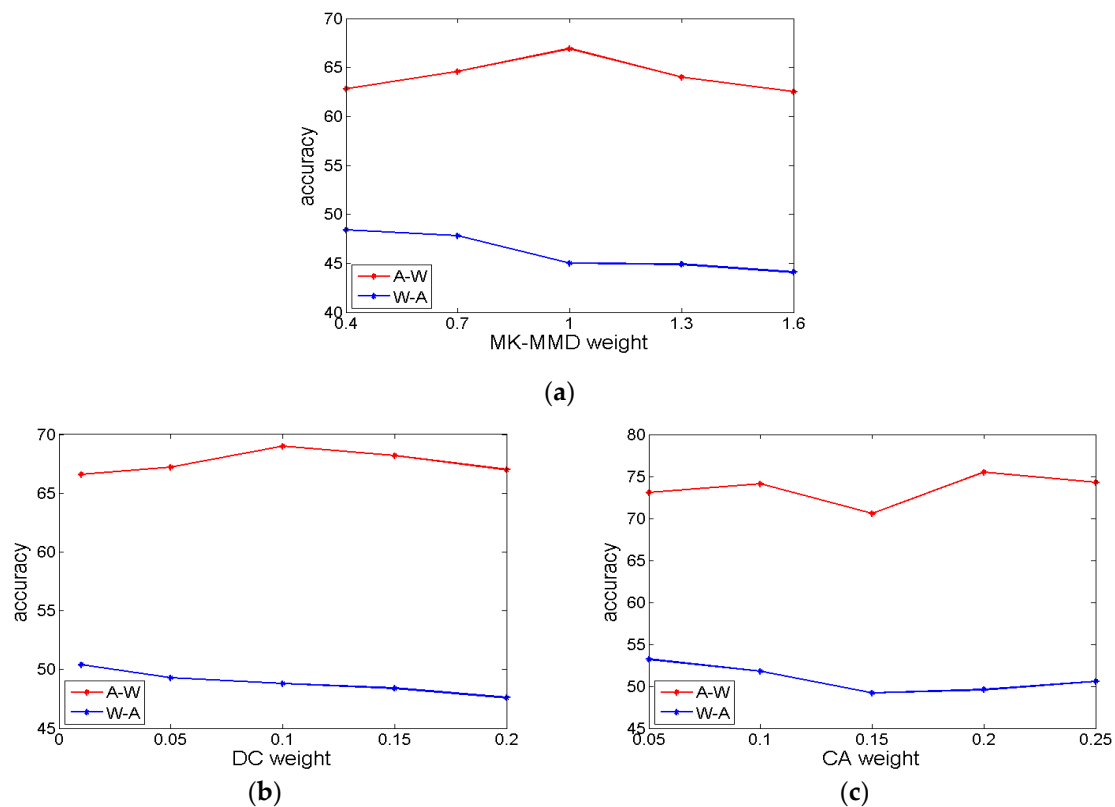 70
65
60
55
50
45
40
accuracy
A-W
W-A
0.4 0.7 1 1.3 1.6
MK-MMD weight
(a)
70
65
60
55
50
45
accuracy
A-W
W-A
0 0.05 0.1 0.15 0.2
DC weight
(b)
80
75
70
65
60
55
50
45
accuracy
A-W
W-A
0.05 0.1 0.15 0.2 0.25
CA weight
(c)